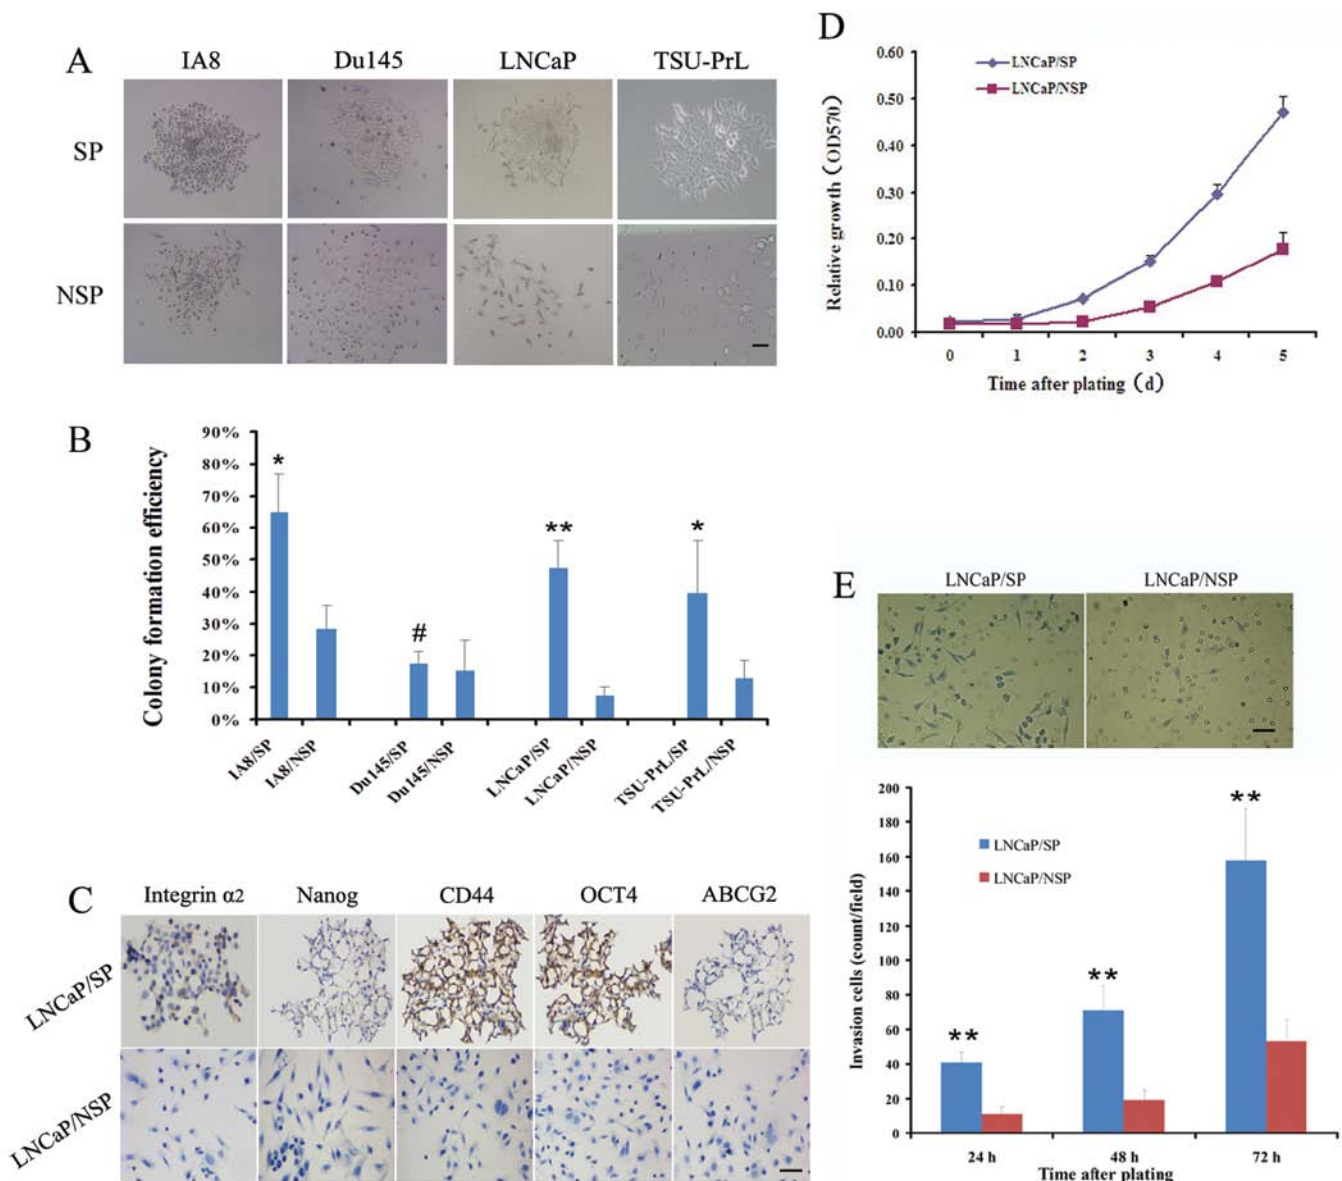 A
IA8
Du145
LNCaP
TSU-PrL
SP
NSP
B
Colony formation efficiency
90%
80%
70%
60%
50%
40%
30%
20%
10%
0%
*
#
**
*
IA8/SP
IA8/NSP
Du145/SP
Du145/NSP
LNCaP/SP
LNCaP/NSP
TSU-PrL/SP
TSU-PrL/NSP
C
Integrin α2
Nanog
CD44
OCT4
ABCG2
LNCaP/SP
LNCaP/NSP
D
Relative growth (OD570)
0.60
0.50
0.40
0.30
0.20
0.10
0.00
LNCaP/SP
LNCaP/NSP
0 1 2 3 4 5
Time after plating (d)
E
LNCaP/SP
LNCaP/NSP
Invasion cells (count/field)
200
180
160
140
120
100
80
60
40
20
0
LNCaP/SP
LNCaP/NSP
**
**
**
24 h
48 h
72 h
Time after plating